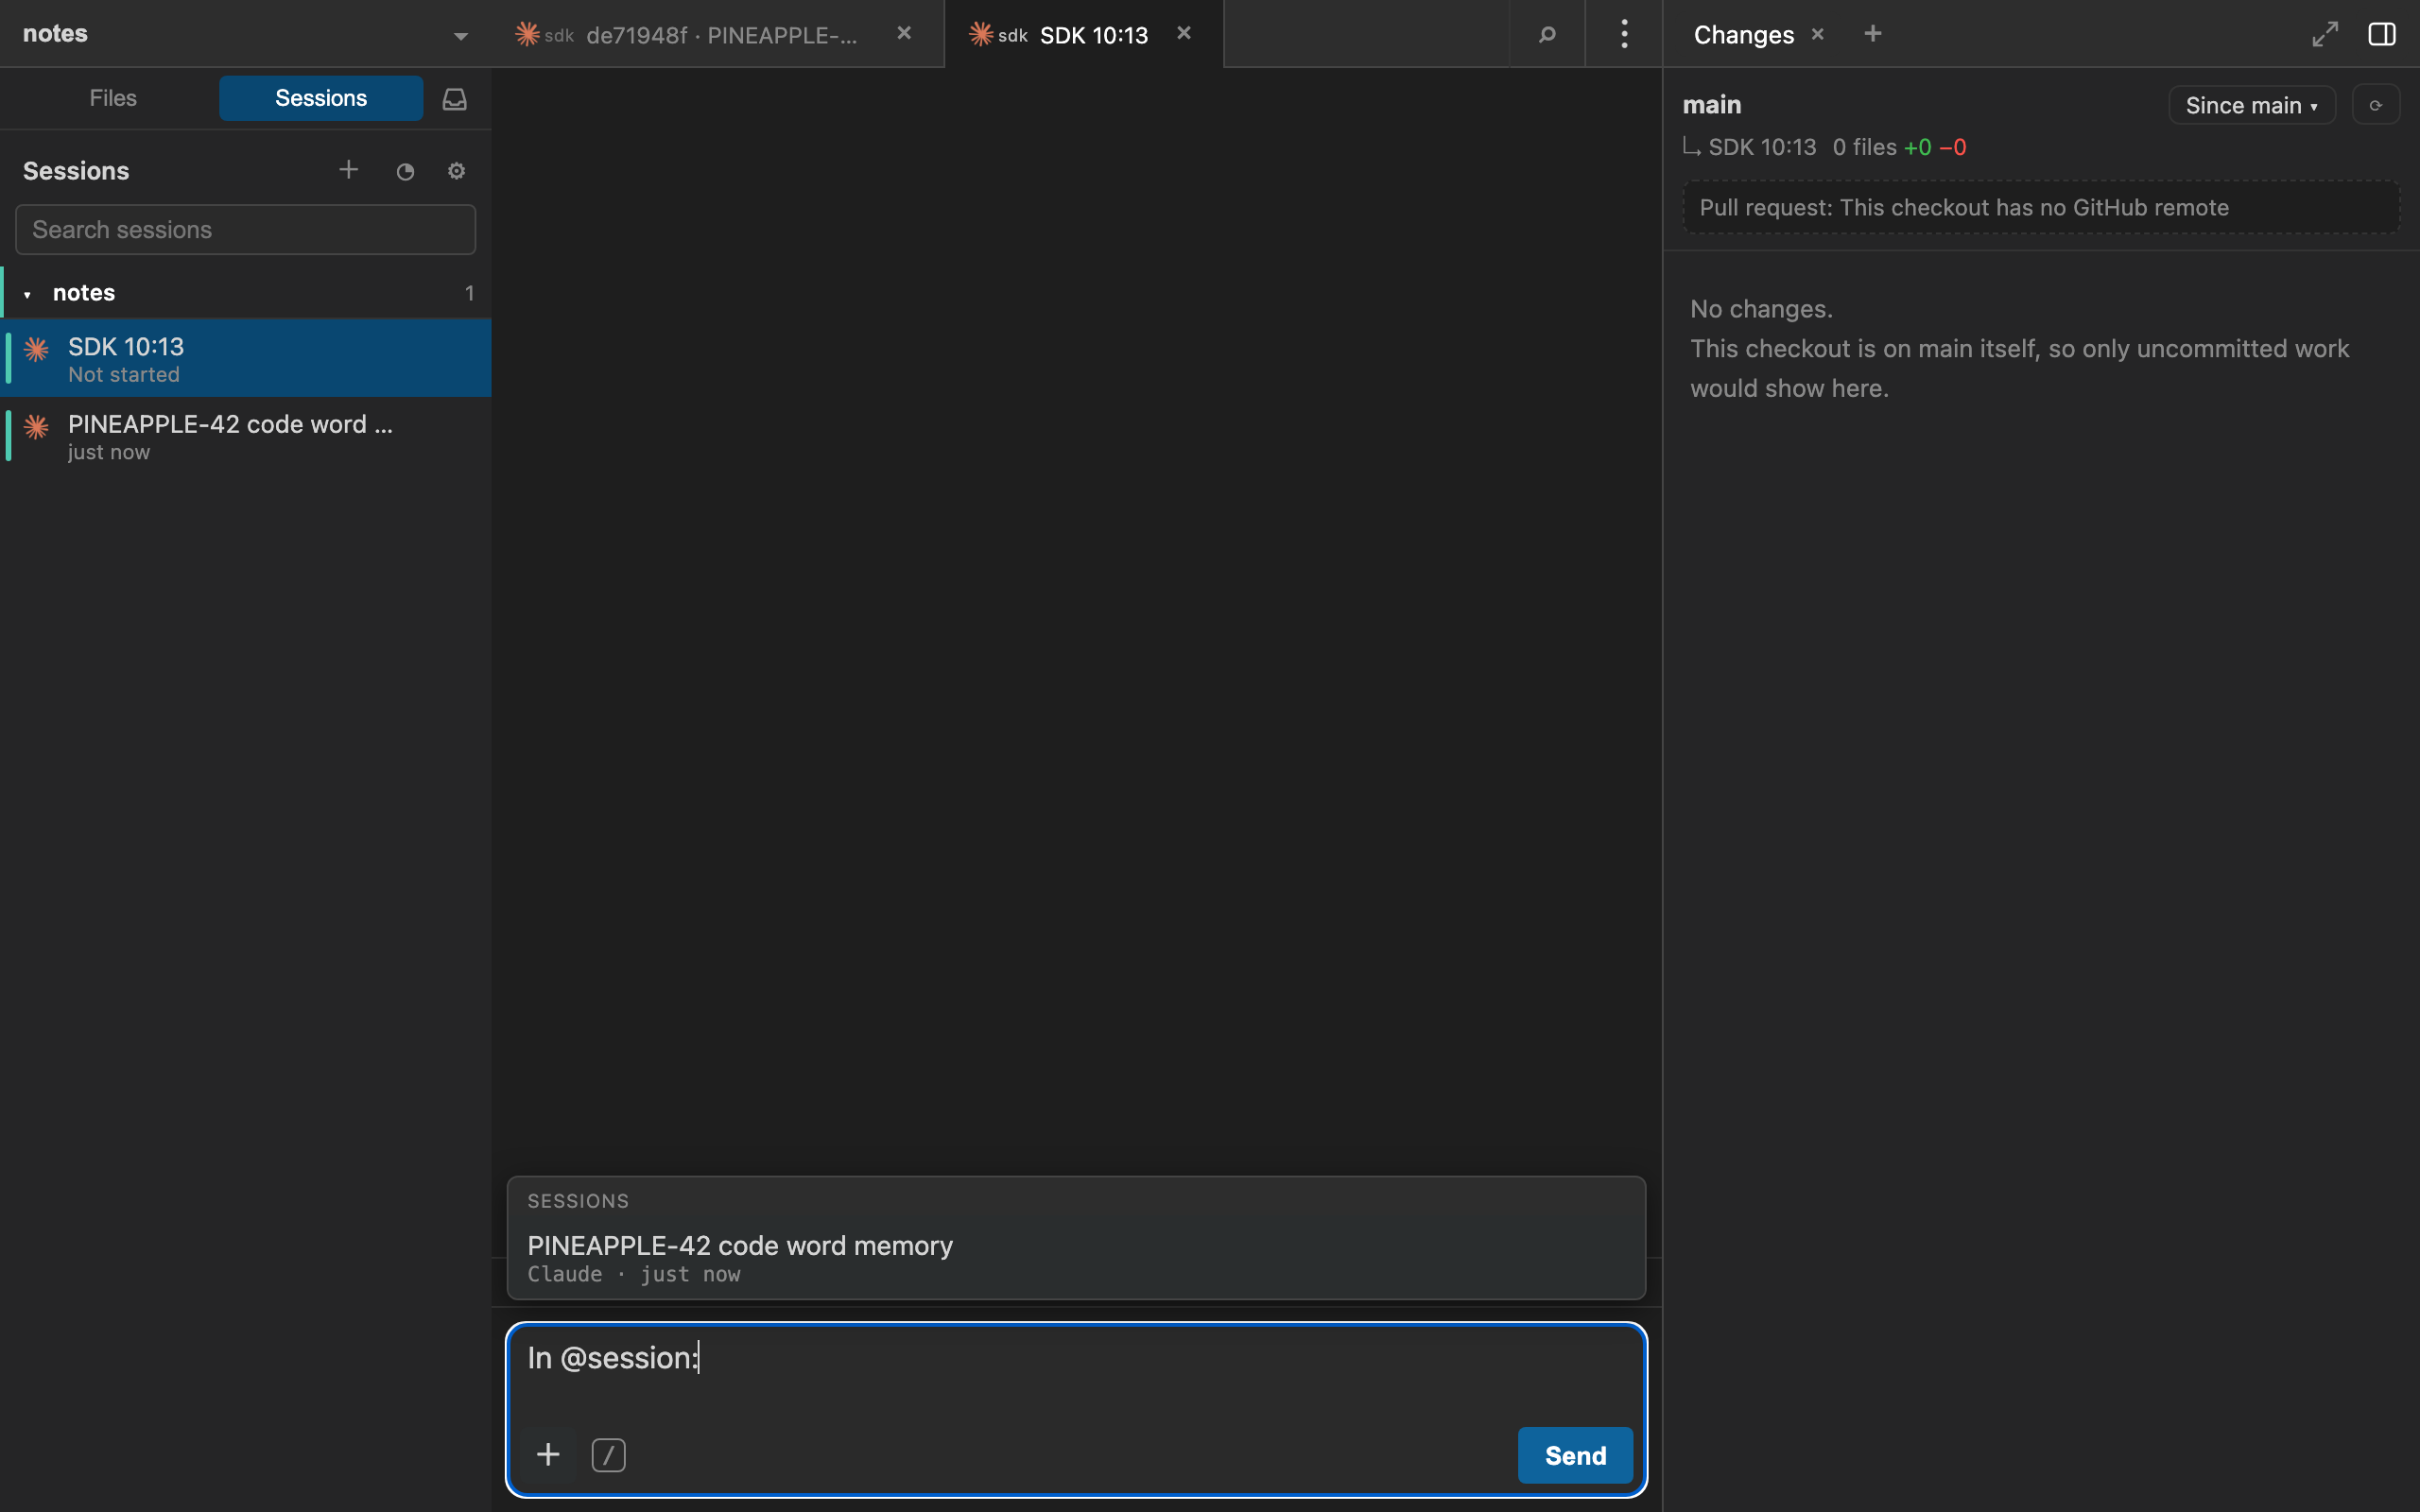 notes
sdk de71948f · PINEAPPLE-...
sdk SDK 10:13
Changes
Files
Sessions
Sessions
Search sessions
notes 1
SDK 10:13
Not started
PINEAPPLE-42 code word ...
just now
main
Since main
SDK 10:13 0 files +0 −0
Pull request: This checkout has no GitHub remote
No changes.
This checkout is on main itself, so only uncommitted work
would show here.
SESSIONS
PINEAPPLE-42 code word memory
Claude · just now
In @session:
/
Send